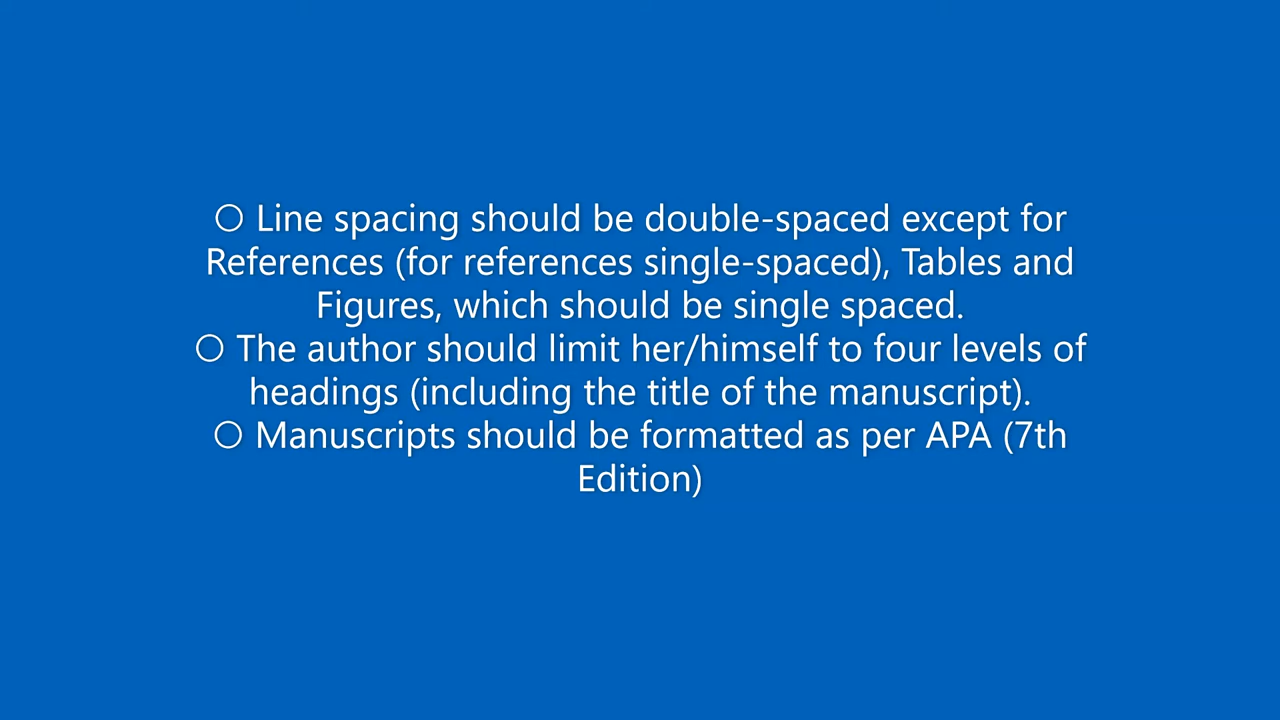 ○ Line spacing should be double-spaced except for
References (for references single-spaced), Tables and
Figures, which should be single spaced.
○ The author should limit her/himself to four levels of
headings (including the title of the manuscript).
○ Manuscripts should be formatted as per APA (7th
Edition)